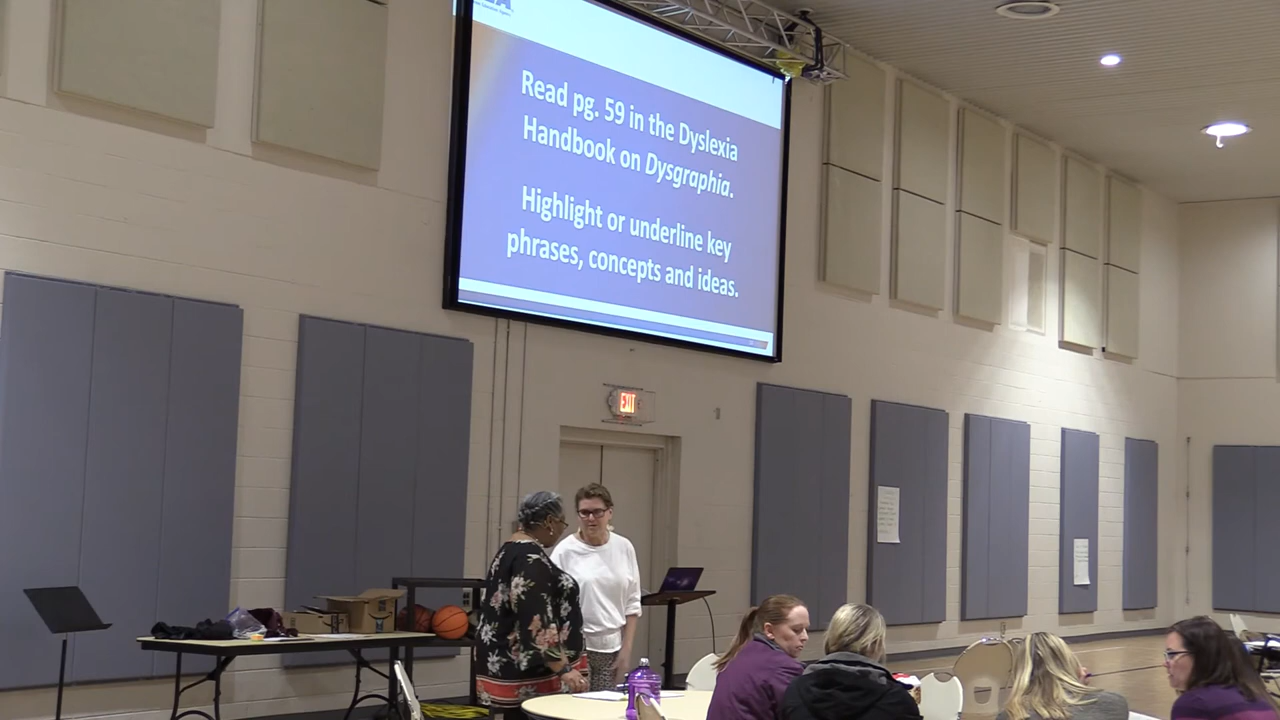 Read pg. 59 in the Dyslexia
Handbook on Dysgraphia.
Highlight or underline key
phrases, concepts and ideas.
EXIT